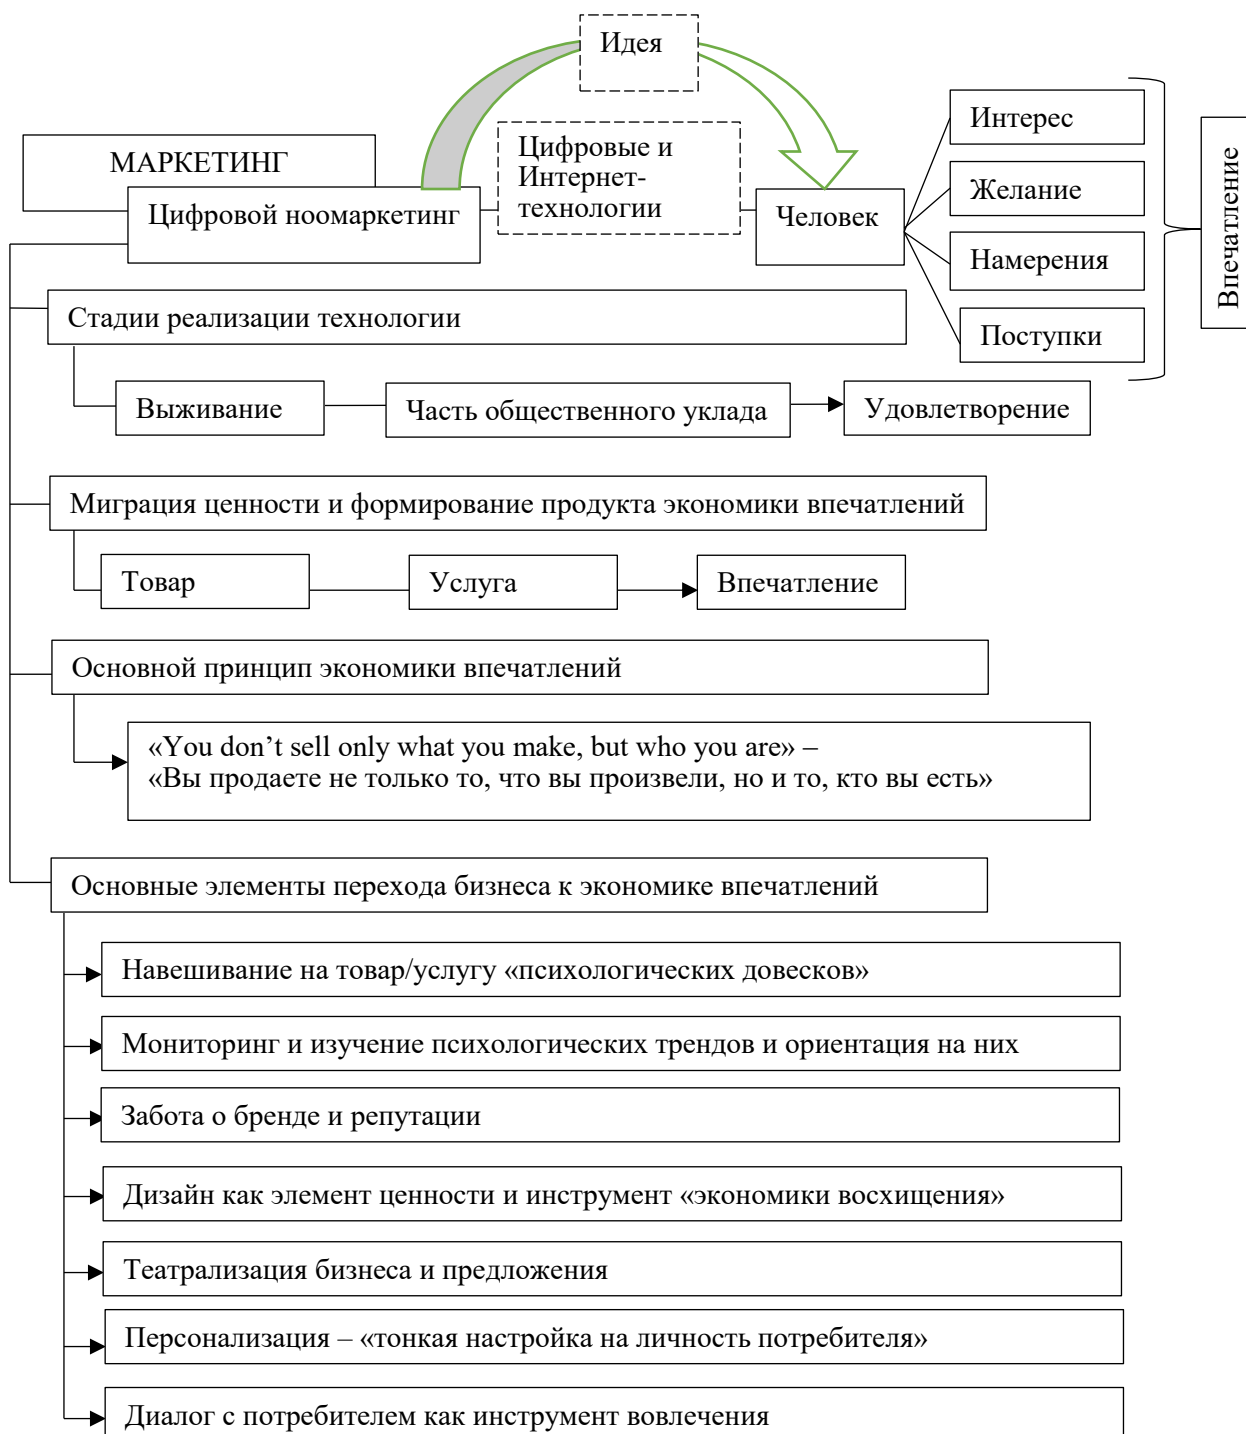 Идея
МАРКЕТИНГ
Цифровой ноомаркетинг
Цифровые и
Интернет-
технологии
Человек
Интерес
Желание
Намерения
Поступки
Впечатление
Стадии реализации технологии
Выживание
Часть общественного уклада
Удовлетворение
Миграция ценности и формирование продукта экономики впечатлений
Товар
Услуга
Впечатление
Основной принцип экономики впечатлений
«You don’t sell only what you make, but who you are» –
«Вы продаете не только то, что вы произвели, но и то, кто вы есть»
Основные элементы перехода бизнеса к экономике впечатлений
Навешивание на товар/услугу «психологических довесков»
Мониторинг и изучение психологических трендов и ориентация на них
Забота о бренде и репутации
Дизайн как элемент ценности и инструмент «экономики восхищения»
Театрализация бизнеса и предложения
Персонализация – «тонкая настройка на личность потребителя»
Диалог с потребителем как инструмент вовлечения